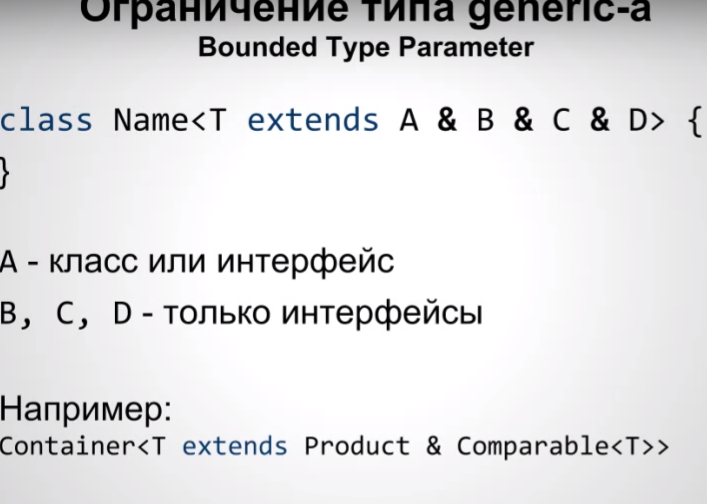 Ограничение типа generic-а
Bounded Type Parameter
class Name<T extends A & B & C & D> {
}
A - класс или интерфейс
B, C, D - только интерфейсы
Например:
Container<T extends Product & Comparable<T>>